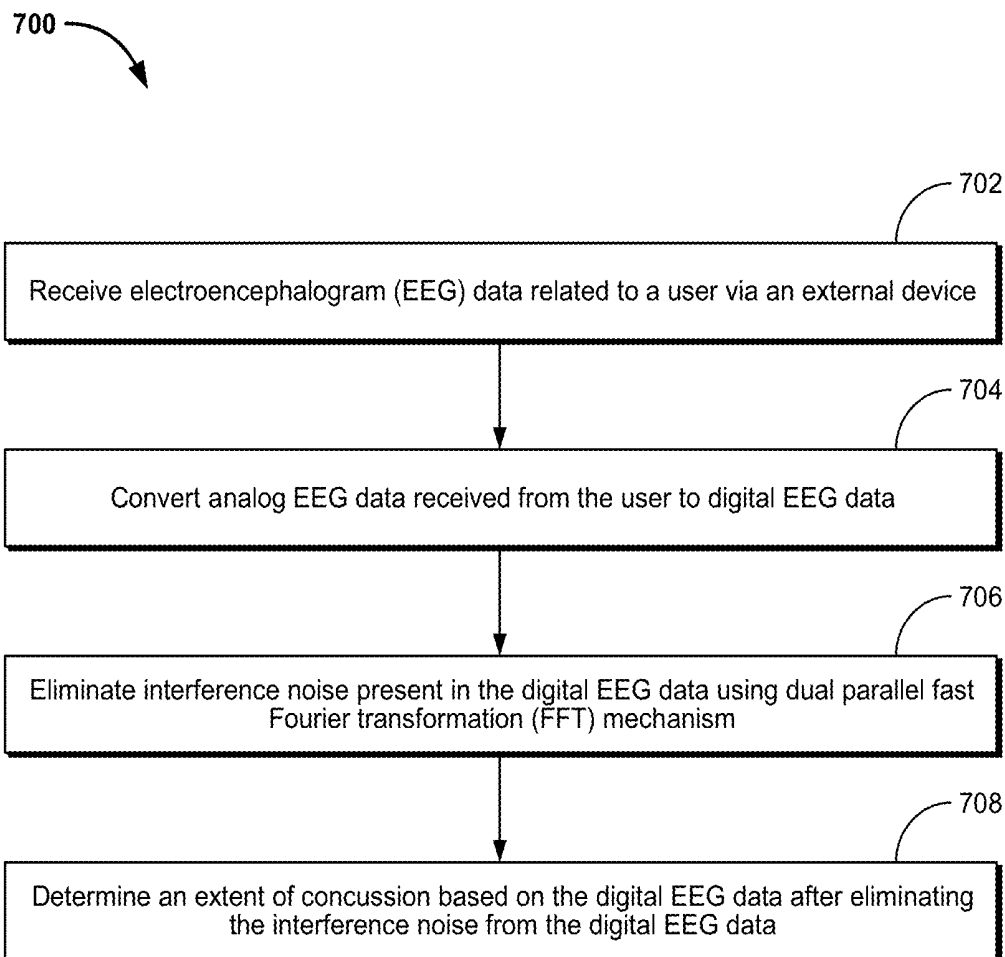 700
702
Receive electroencephalogram (EEG) data related to a user via an external device
704
Convert analog EEG data received from the user to digital EEG data
706
Eliminate interference noise present in the digital EEG data using dual parallel fast
Fourier transformation (FFT) mechanism
708
Determine an extent of concussion based on the digital EEG data after eliminating
the interference noise from the digital EEG data